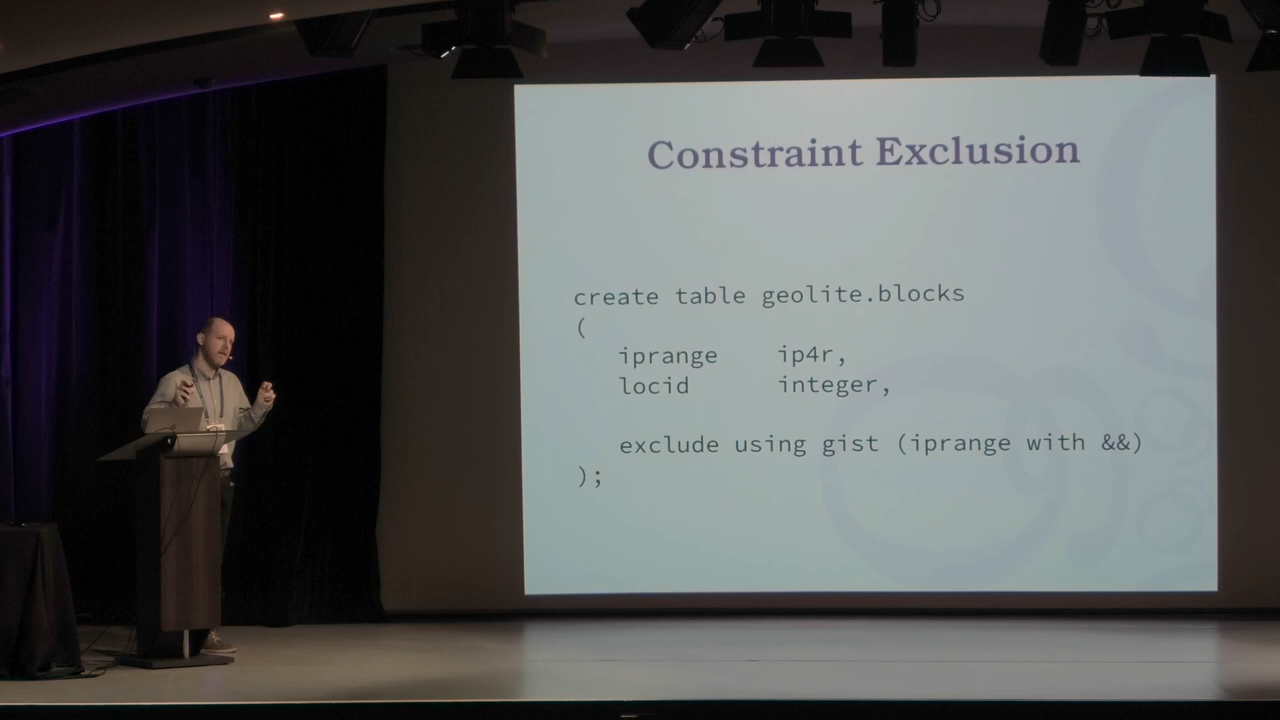 Constraint Exclusion
create table geolite.blocks
(
iprange ip4r,
locid integer,
exclude using gist (iprange with &&)
);